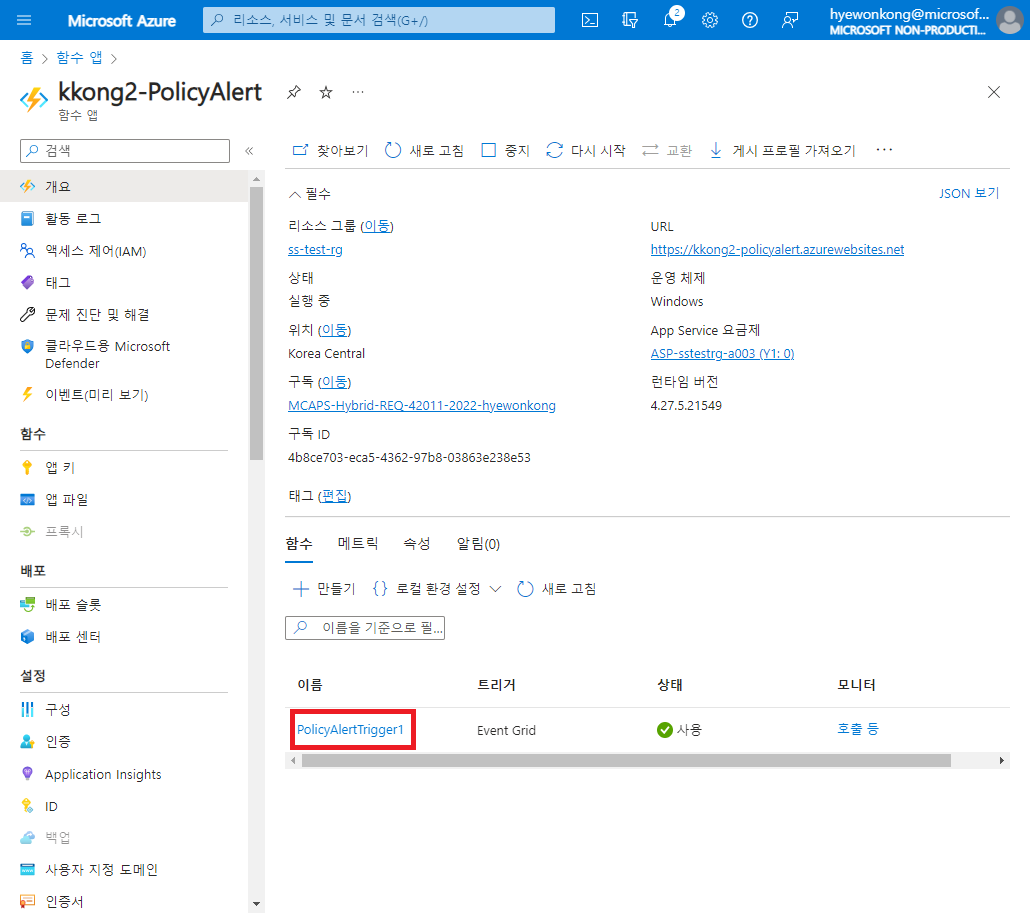 Microsoft Azure
리소스, 서비스 및 문서 검색(G+/)
2
hyewonkong@microsof...
MICROSOFT NON-PRODUCTI...
홈 > 함수 앱 >
kkong2-PolicyAlert
함수 앱
검색
찾아보기 새로 고침 중지 다시 시작 교환 게시 프로필 가져오기
개요
활동 로그
액세스 제어(IAM)
태그
문제 진단 및 해결
클라우드용 Microsoft
Defender
이벤트(미리 보기)
함수
앱 키
앱 파일
프록시
배포
배포 슬롯
배포 센터
설정
구성
인증
Application Insights
ID
백업
사용자 지정 도메인
인증서
필수
JSON 보기
리소스 그룹 (이동)
ss-test-rg
상태
실행 중
위치 (이동)
Korea Central
구독 (이동)
MCAPS-Hybrid-REQ-42011-2022-hyewonkong
구독 ID
4b8ce703-eca5-4362-97b8-03863e238e53
태그 (편집)
URL
https://kkong2-policyalert.azurewebsites.net
운영 체제
Windows
App Service 요금제
ASP-sstestrg-a003 (Y1: 0)
런타임 버전
4.27.5.21549
함수 메트릭 속성 알림(0)
만들기 {} 로컬 환경 설정 새로 고침
이름을 기준으로 필...
이름 트리거 상태 모니터
PolicyAlertTrigger1 Event Grid 사용 호출 등